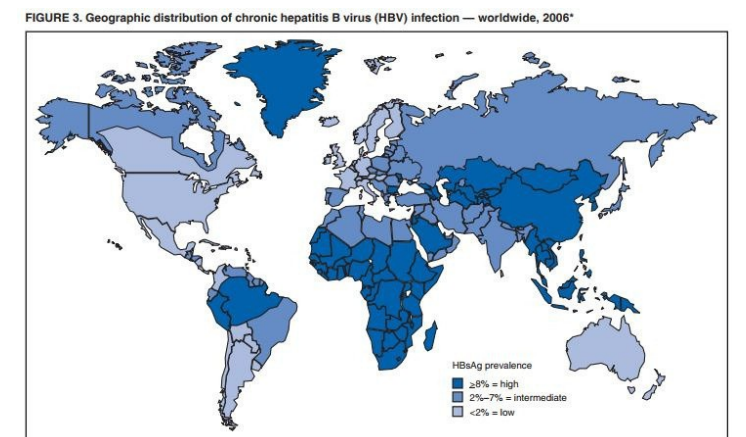 FIGURE 3. Geographic distribution of chronic hepatitis B virus (HBV) infection — worldwide, 2006*
HBsAg prevalence
≥8% = high
2%–7% = intermediate
<2% = low